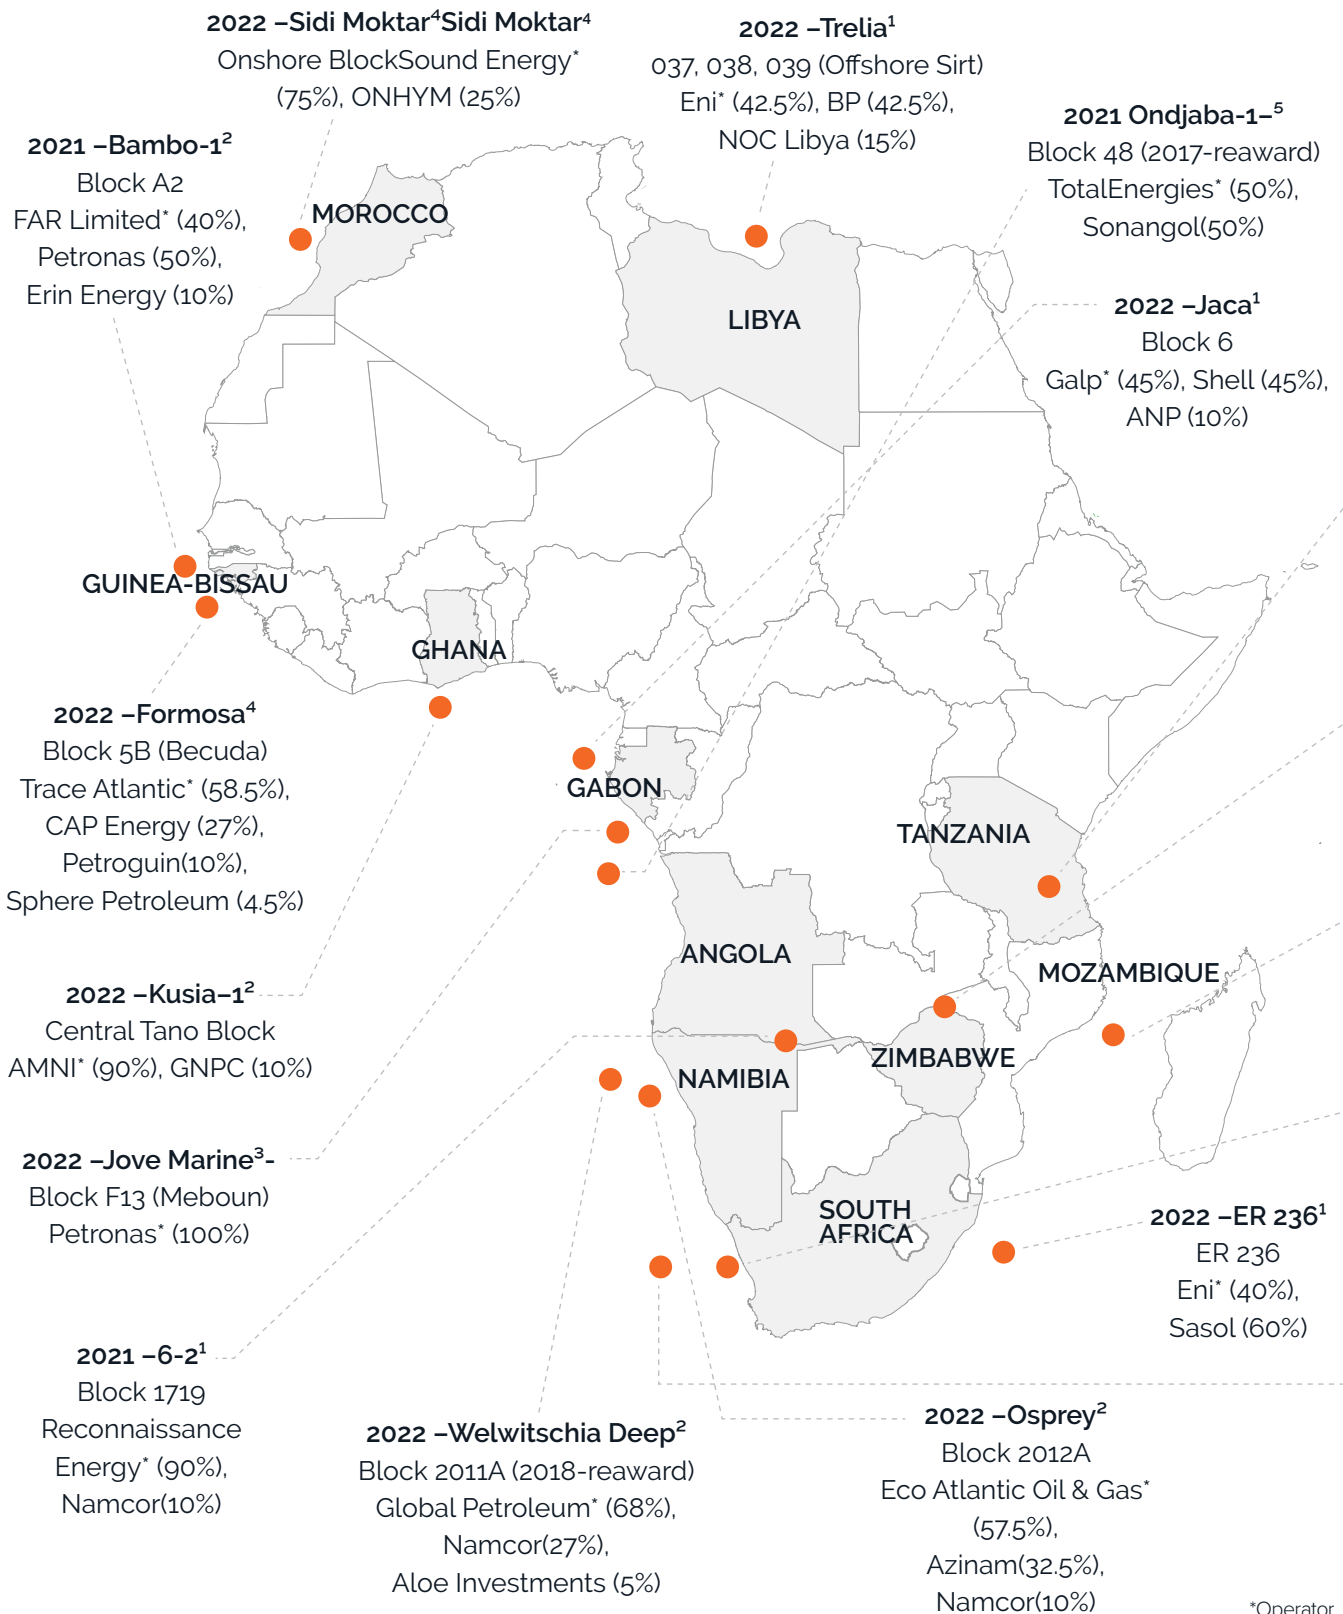 2022 –Sidi Moktar⁴Sidi Moktar⁴
Onshore BlockSound Energy*
(75%), ONHYM (25%)
2022 –Trelia¹
037, 038, 039 (Offshore Sirt)
Eni* (42.5%), BP (42.5%),
NOC Libya (15%)
2021 Ondjaba-1–⁵
Block 48 (2017-reaward)
TotalEnergies* (50%),
Sonangol(50%)
2021 –Bambo-1²
Block A2
FAR Limited* (40%),
Petronas (50%),
Erin Energy (10%)
2022 –Jaca¹
Block 6
Galp* (45%), Shell (45%),
ANP (10%)
MOROCCO
LIBYA
GUINEA-BISSAU
GHANA
GABON
TANZANIA
ANGOLA
MOZAMBIQUE
ZIMBABWE
NAMIBIA
SOUTH
AFRICA
2022 –Formosa⁴
Block 5B (Becuda)
Trace Atlantic* (58.5%),
CAP Energy (27%),
Petroguin(10%),
Sphere Petroleum (4.5%)
2022 –Kusia–1²
Central Tano Block
AMNI* (90%), GNPC (10%)
2022 –Jove Marine³-
Block F13 (Meboun)
Petronas* (100%)
2021 –6-2¹
Block 1719
Reconnaissance
Energy* (90%),
Namcor(10%)
2022 –Welwitschia Deep²
Block 2011A (2018-reaward)
Global Petroleum* (68%),
Namcor(27%),
Aloe Investments (5%)
2022 –Osprey²
Block 2012A
Eco Atlantic Oil & Gas*
(57.5%),
Azinam(32.5%),
Namcor(10%)
2022 –ER 236¹
ER 236
Eni* (40%),
Sasol (60%)
*Operator